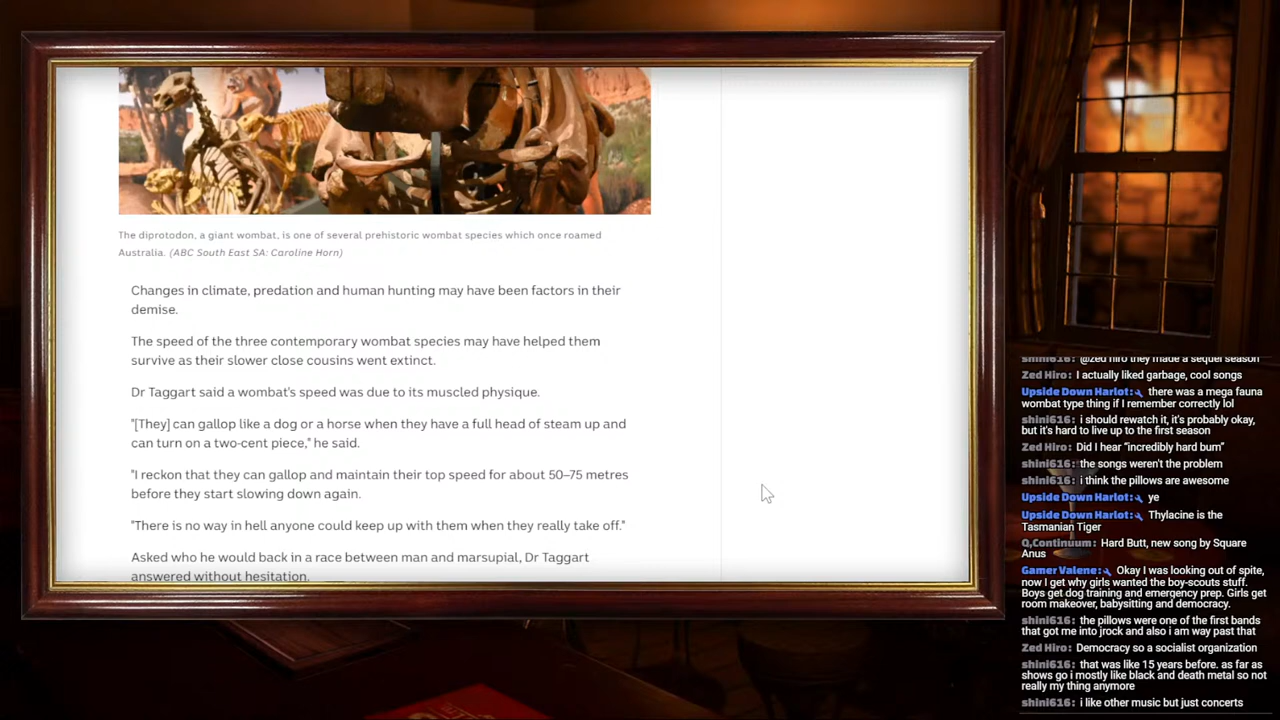 The diprotodon, a giant wombat, is one of several prehistoric wombat species which once roamed
Australia. (ABC South East SA: Caroline Horn)
Changes in climate, predation and human hunting may have been factors in their
demise.
The speed of the three contemporary wombat species may have helped them
survive as their slower close cousins went extinct.
Dr Taggart said a wombat's speed was due to its muscled physique.
"[They] can gallop like a dog or a horse when they have a full head of steam up and
can turn on a two-cent piece," he said.
"I reckon that they can gallop and maintain their top speed for about 50–75 metres
before they start slowing down again.
"There is no way in hell anyone could keep up with them when they really take off."
Asked who he would back in a race between man and marsupial, Dr Taggart
answered without hesitation.
shini616: @zed hiro they made a sequel season
Zed Hiro: I actually liked garbage, cool songs
Upside Down Harlot: there was a mega fauna
wombat type thing if I remember correctly lol
shini616: i should rewatch it, it's probably okay,
but it's hard to live up to the first season
Zed Hiro: Did I hear "incredibly hard bum"
shini616: the songs weren't the problem
shini616: i think the pillows are awesome
Upside Down Harlot: ye
Upside Down Harlot: Thylacine is the
Tasmanian Tiger
Q,Continuum: Hard Butt, new song by Square
Anus
Gamer Valene: Okay I was looking out of spite,
now I get why girls wanted the boy-scouts stuff.
Boys get dog training and emergency prep. Girls get
room makeover, babysitting and democracy.
shini616: the pillows were one of the first bands
that got me into jrock and also i am way past that
Zed Hiro: Democracy so a socialist organization
shini616: that was like 15 years before. as far as
shows go i mostly like black and death metal so not
really my thing anymore
shini616: i like other music but just concerts